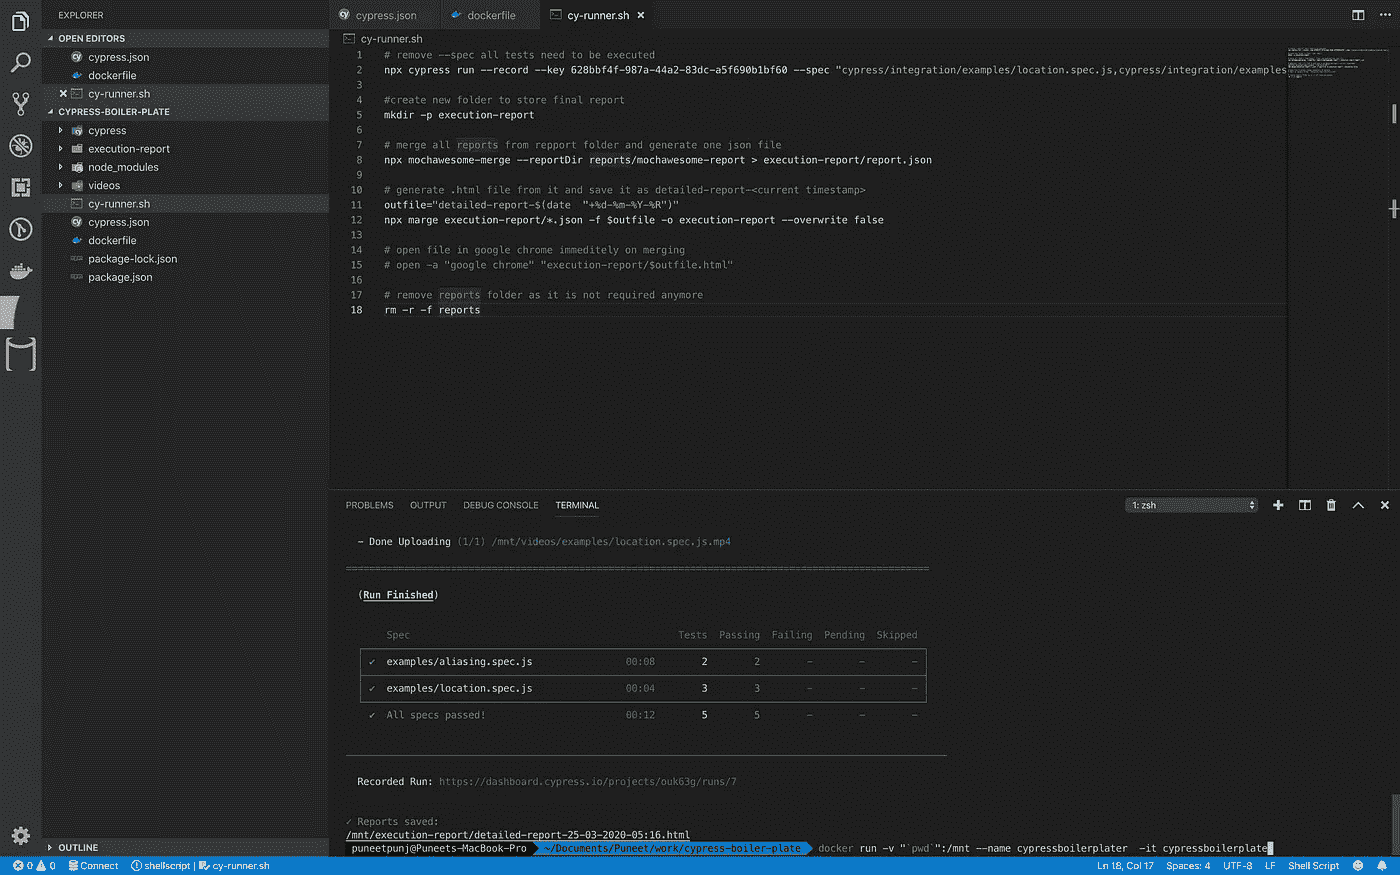 EXPLORER
OPEN EDITORS
cypress.json
dockerfile
cy-runner.sh
CYPRESS-BOILER-PLATE
cypress
execution-report
node_modules
videos
cy-runner.sh
cypress.json
dockerfile
package-lock.json
package.json
OUTLINE
cypress.json dockerfile cy-runner.sh
cy-runner.sh
1 # remove --spec all tests need to be executed
2 npx cypress run --record --key 628bbf4f-987a-44a2-83dc-a5f690b1bf60 --spec "cypress/integration/examples/location.spec.js,cypress/integration/examples
3
4 #create new folder to store final report
5 mkdir -p execution-report
6
7 # merge all reports from repport folder and generate one json file
8 npx mochawesome-merge --reportDir reports/mochawesome-report > execution-report/report.json
9
10 # generate .html file from it and save it as detailed-report-<current timestamp>
11 outfile="detailed-report-$(date "+%d-%m-%Y-%R")"
12 npx marge execution-report/*.json -f $outfile -o execution-report --overwrite false
13
14 # open file in google chrome immeditely on merging
15 # open -a "google chrome" "execution-report/$outfile.html"
16
17 # remove reports folder as it is not required anymore
18 rm -r -f reports
PROBLEMS OUTPUT DEBUG CONSOLE TERMINAL 1: zsh
- Done Uploading (1/1) /mnt/videos/examples/location.spec.js.mp4
(Run Finished)
Spec Tests Passing Failing Pending Skipped
✔ examples/aliasing.spec.js 00:08 2 2 - - -
✔ examples/location.spec.js 00:04 3 3 - - -
✔ All specs passed! 00:12 5 5 - - -
Recorded Run: https://dashboard.cypress.io/projects/ouk63g/runs/7
✓ Reports saved:
/mnt/execution-report/detailed-report-25-03-2020-05:16.html
puneetpunj@Puneets-MacBook-Pro ~/Documents/Puneet/work/cypress-boiler-plate docker run -v "`pwd`":/mnt --name cypressboilerplater -it cypressboilerplate
0 0 Connect shellscript | cy-runner.sh Ln 18, Col 17 Spaces: 4 UTF-8 LF Shell Script